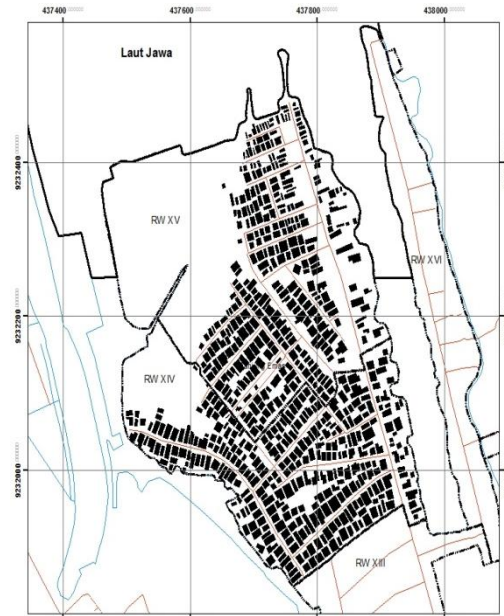 437400
437600
437800
438000
Laut Jawa
9232400
RW XV
RW XVI
9232200
RW XIV
9232000
RW XIII